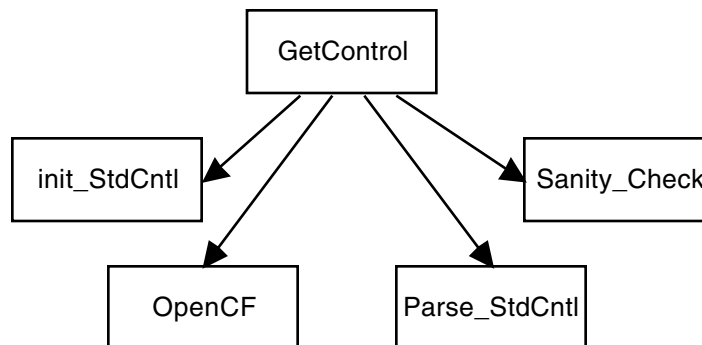 GetControl
init_StdCntl
Sanity_Check
OpenCF
Parse_StdCntl